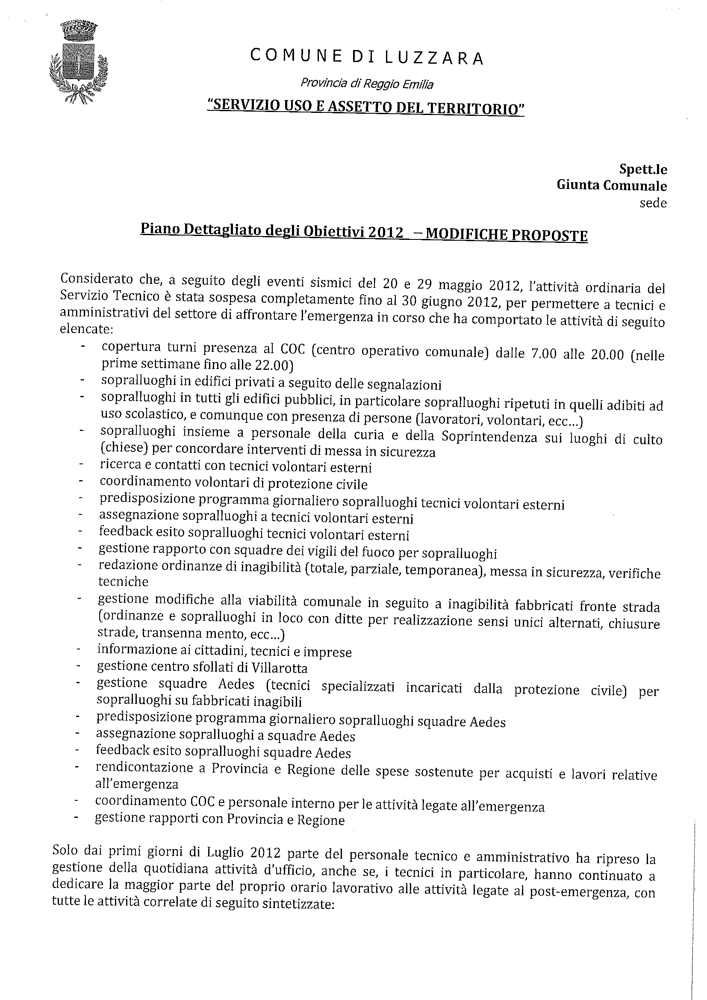 COMUNE DI LUZZARA
Provincia di Reggio Emilia
“SERVIZIO USO E ASSETTO DEL TERRITORIO”
Spett.le
Giunta Comunale
sede
Piano Dettagliato degli Obiettivi 2012 – MODIFICHE PROPOSTE
Considerato che, a seguito degli eventi sismici del 20 e 29 maggio 2012, l’attività ordinaria del
Servizio Tecnico è stata sospesa completamente fino al 30 giugno 2012, per permettere a tecnici e
amministrativi del settore di affrontare l’emergenza in corso che ha comportato le attività di seguito
elencate:
- copertura turni presenza al COC (centro operativo comunale) dalle 7.00 alle 20.00 (nelle
prime settimane fino alle 22.00)
- sopralluoghi in edifici privati a seguito delle segnalazioni
- sopralluoghi in tutti gli edifici pubblici, in particolare sopralluoghi ripetuti in quelli adibiti ad
uso scolastico, e comunque con presenza di persone (lavoratori, volontari, ecc...)
- sopralluoghi insieme a personale della curia e della Soprintendenza sui luoghi di culto
(chiese) per concordare interventi di messa in sicurezza
- ricerca e contatti con tecnici volontari esterni
- coordinamento volontari di protezione civile
- predisposizione programma giornaliero sopralluoghi tecnici volontari esterni
- assegnazione sopralluoghi a tecnici volontari esterni
- feedback esito sopralluoghi tecnici volontari esterni
- gestione rapporto con squadre dei vigili del fuoco per sopralluoghi
- redazione ordinanze di inagibilità (totale, parziale, temporanea), messa in sicurezza, verifiche
tecniche
- gestione modifiche alla viabilità comunale in seguito a inagibilità fabbricati fronte strada
(ordinanze e sopralluoghi in loco con ditte per realizzazione sensi unici alternati, chiusure
strade, transenna mento, ecc...)
- informazione ai cittadini, tecnici e imprese
- gestione centro sfollati di Villarotta
- gestione squadre Aedes (tecnici specializzati incaricati dalla protezione civile) per
sopralluoghi su fabbricati inagibili
- predisposizione programma giornaliero sopralluoghi squadre Aedes
- assegnazione sopralluoghi a squadre Aedes
- feedback esito sopralluoghi squadre Aedes
- rendicontazione a Provincia e Regione delle spese sostenute per acquisti e lavori relative
all’emergenza
- coordinamento COC e personale interno per le attività legate all’emergenza
- gestione rapporti con Provincia e Regione
Solo dai primi giorni di Luglio 2012 parte del personale tecnico e amministrativo ha ripreso la
gestione della quotidiana attività d’ufficio, anche se, i tecnici in particolare, hanno continuato a
dedicare la maggior parte del proprio orario lavorativo alle attività legate al post-emergenza, con
tutte le attività correlate di seguito sintetizzate: